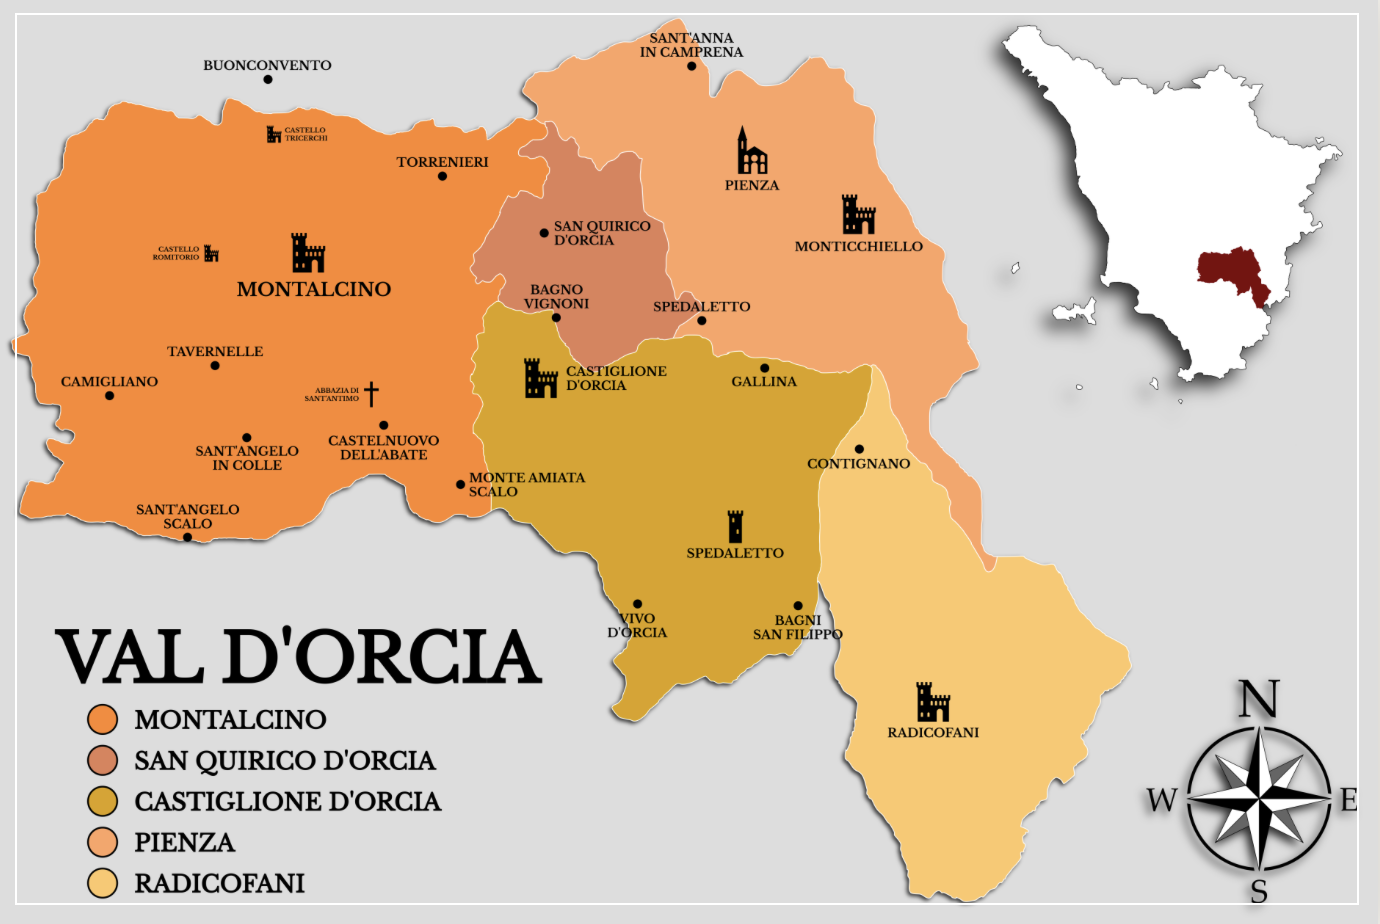 SANT'ANNA
IN CAMPRENA
BUONCONVENTO
CASTELLO
TRICERCHI
TORRENIERI
PIENZA
SAN QUIRICO
D'ORCIA
MONTICCHIELLO
CASTELLO
ROMITORIO
MONTALCINO
BAGNO
VIGNONI
SPEDALETTO
TAVERNELLE
CAMIGLIANO
CASTIGLIONE
D'ORCIA
GALLINA
ABBAZIA DI
SANT'ANTIMO
CASTELNUOVO
DELL'ABATE
SANT'ANGELO
IN COLLE
CONTIGNANO
MONTE AMIATA
SCALO
SANT'ANGELO
SCALO
SPEDALETTO
VIVO
D'ORCIA
BAGNI
SAN FILIPPO
RADICOFANI
VAL D'ORCIA
MONTALCINO
SAN QUIRICO D'ORCIA
CASTIGLIONE D'ORCIA
PIENZA
RADICOFANI
N
W
E
S